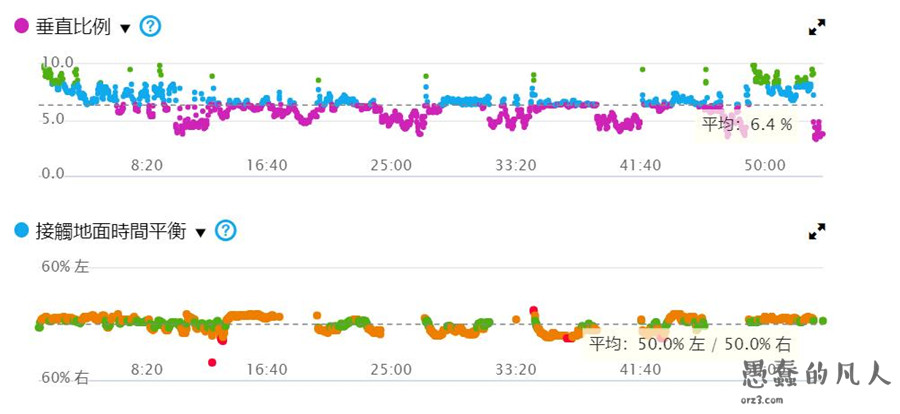 垂直比例 ▼ ?
10.0
5.0
平均：6.4 %
0.0
8:20 16:40 25:00 33:20 41:40 50:00
接觸地面時間平衡 ▼ ?
60% 左
平均：50.0% 左 / 50.0% 右
60% 右
8:20 16:40 25:00 33:20 41:40
愚蠢的凡人
orz3.com